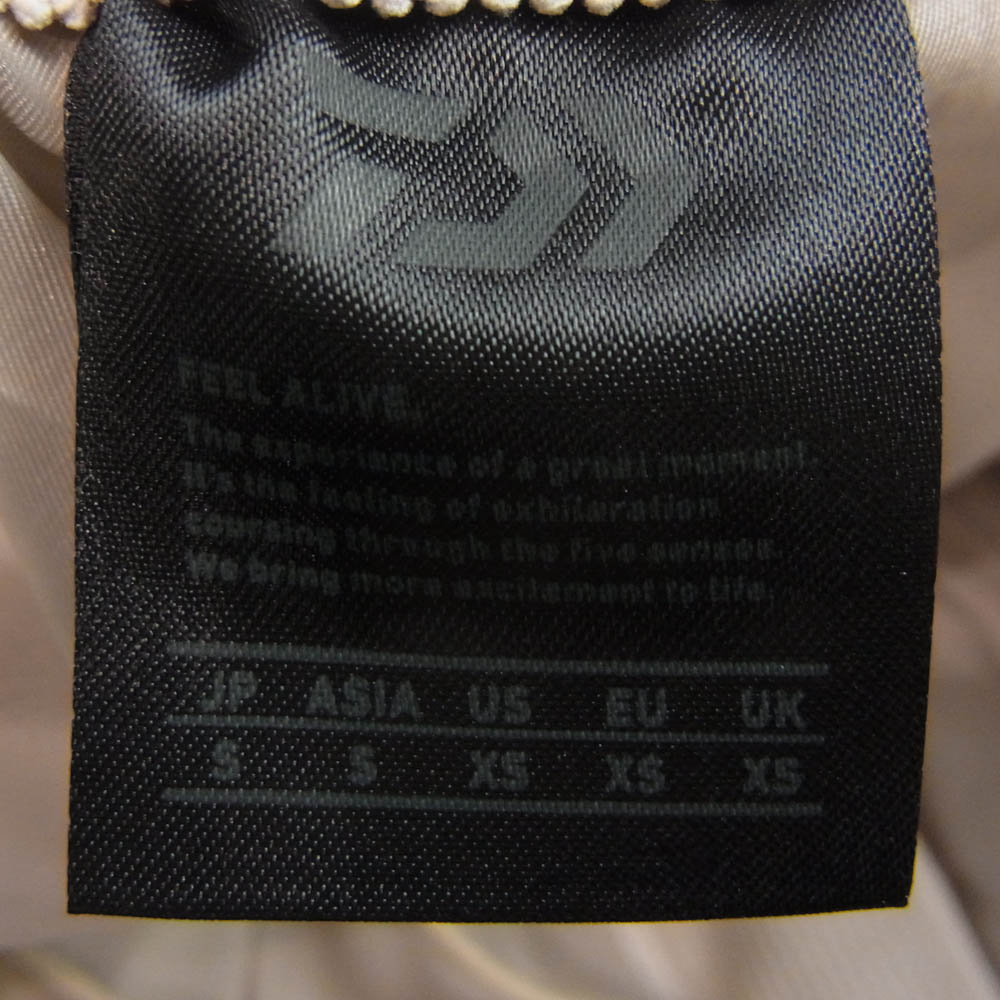 FEEL ALIVE.
The experience of a great moment.
It's the feeling of exhilaration
coursing through the five senses.
We bring more excitement to life.
JP ASIA US EU UK
S S XS XS XS